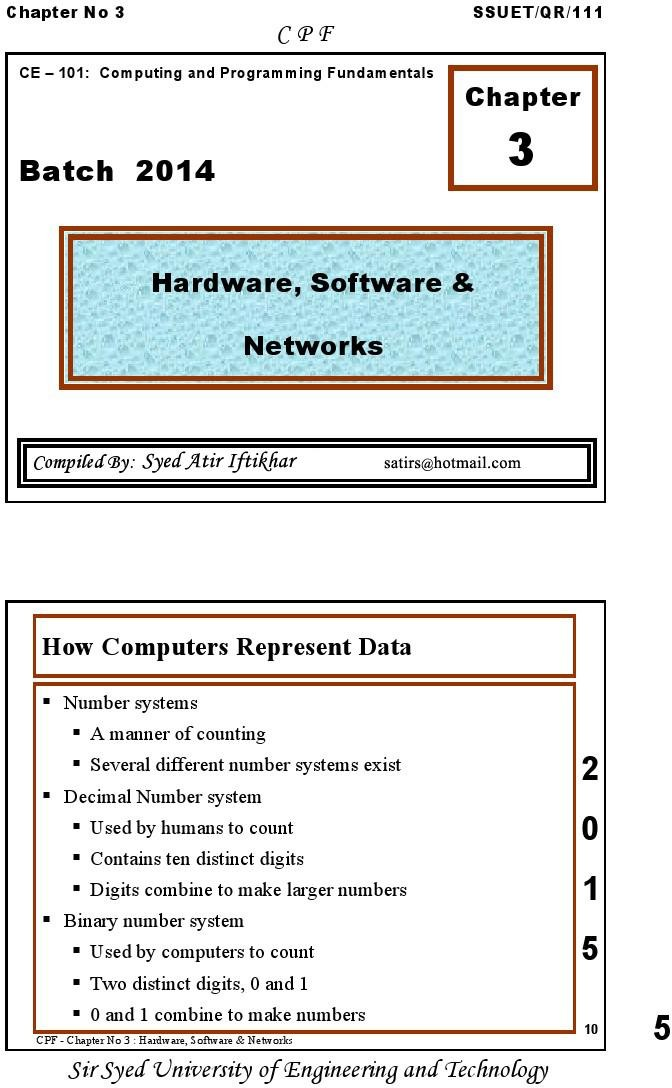 Chapter No 3 SSUET/QR/111
C P F
CE – 101: Computing and Programming Fundamentals
Chapter
3
Batch 2014
Hardware, Software &
Networks
Compiled By: Syed Atir Iftikhar satirs@hotmail.com
How Computers Represent Data
▪ Number systems
▪ A manner of counting
▪ Several different number systems exist
▪ Decimal Number system
▪ Used by humans to count
▪ Contains ten distinct digits
▪ Digits combine to make larger numbers
▪ Binary number system
▪ Used by computers to count
▪ Two distinct digits, 0 and 1
▪ 0 and 1 combine to make numbers
2
0
1
5
10
CPF - Chapter No 3 : Hardware, Software & Networks
5
Sir Syed University of Engineering and Technology